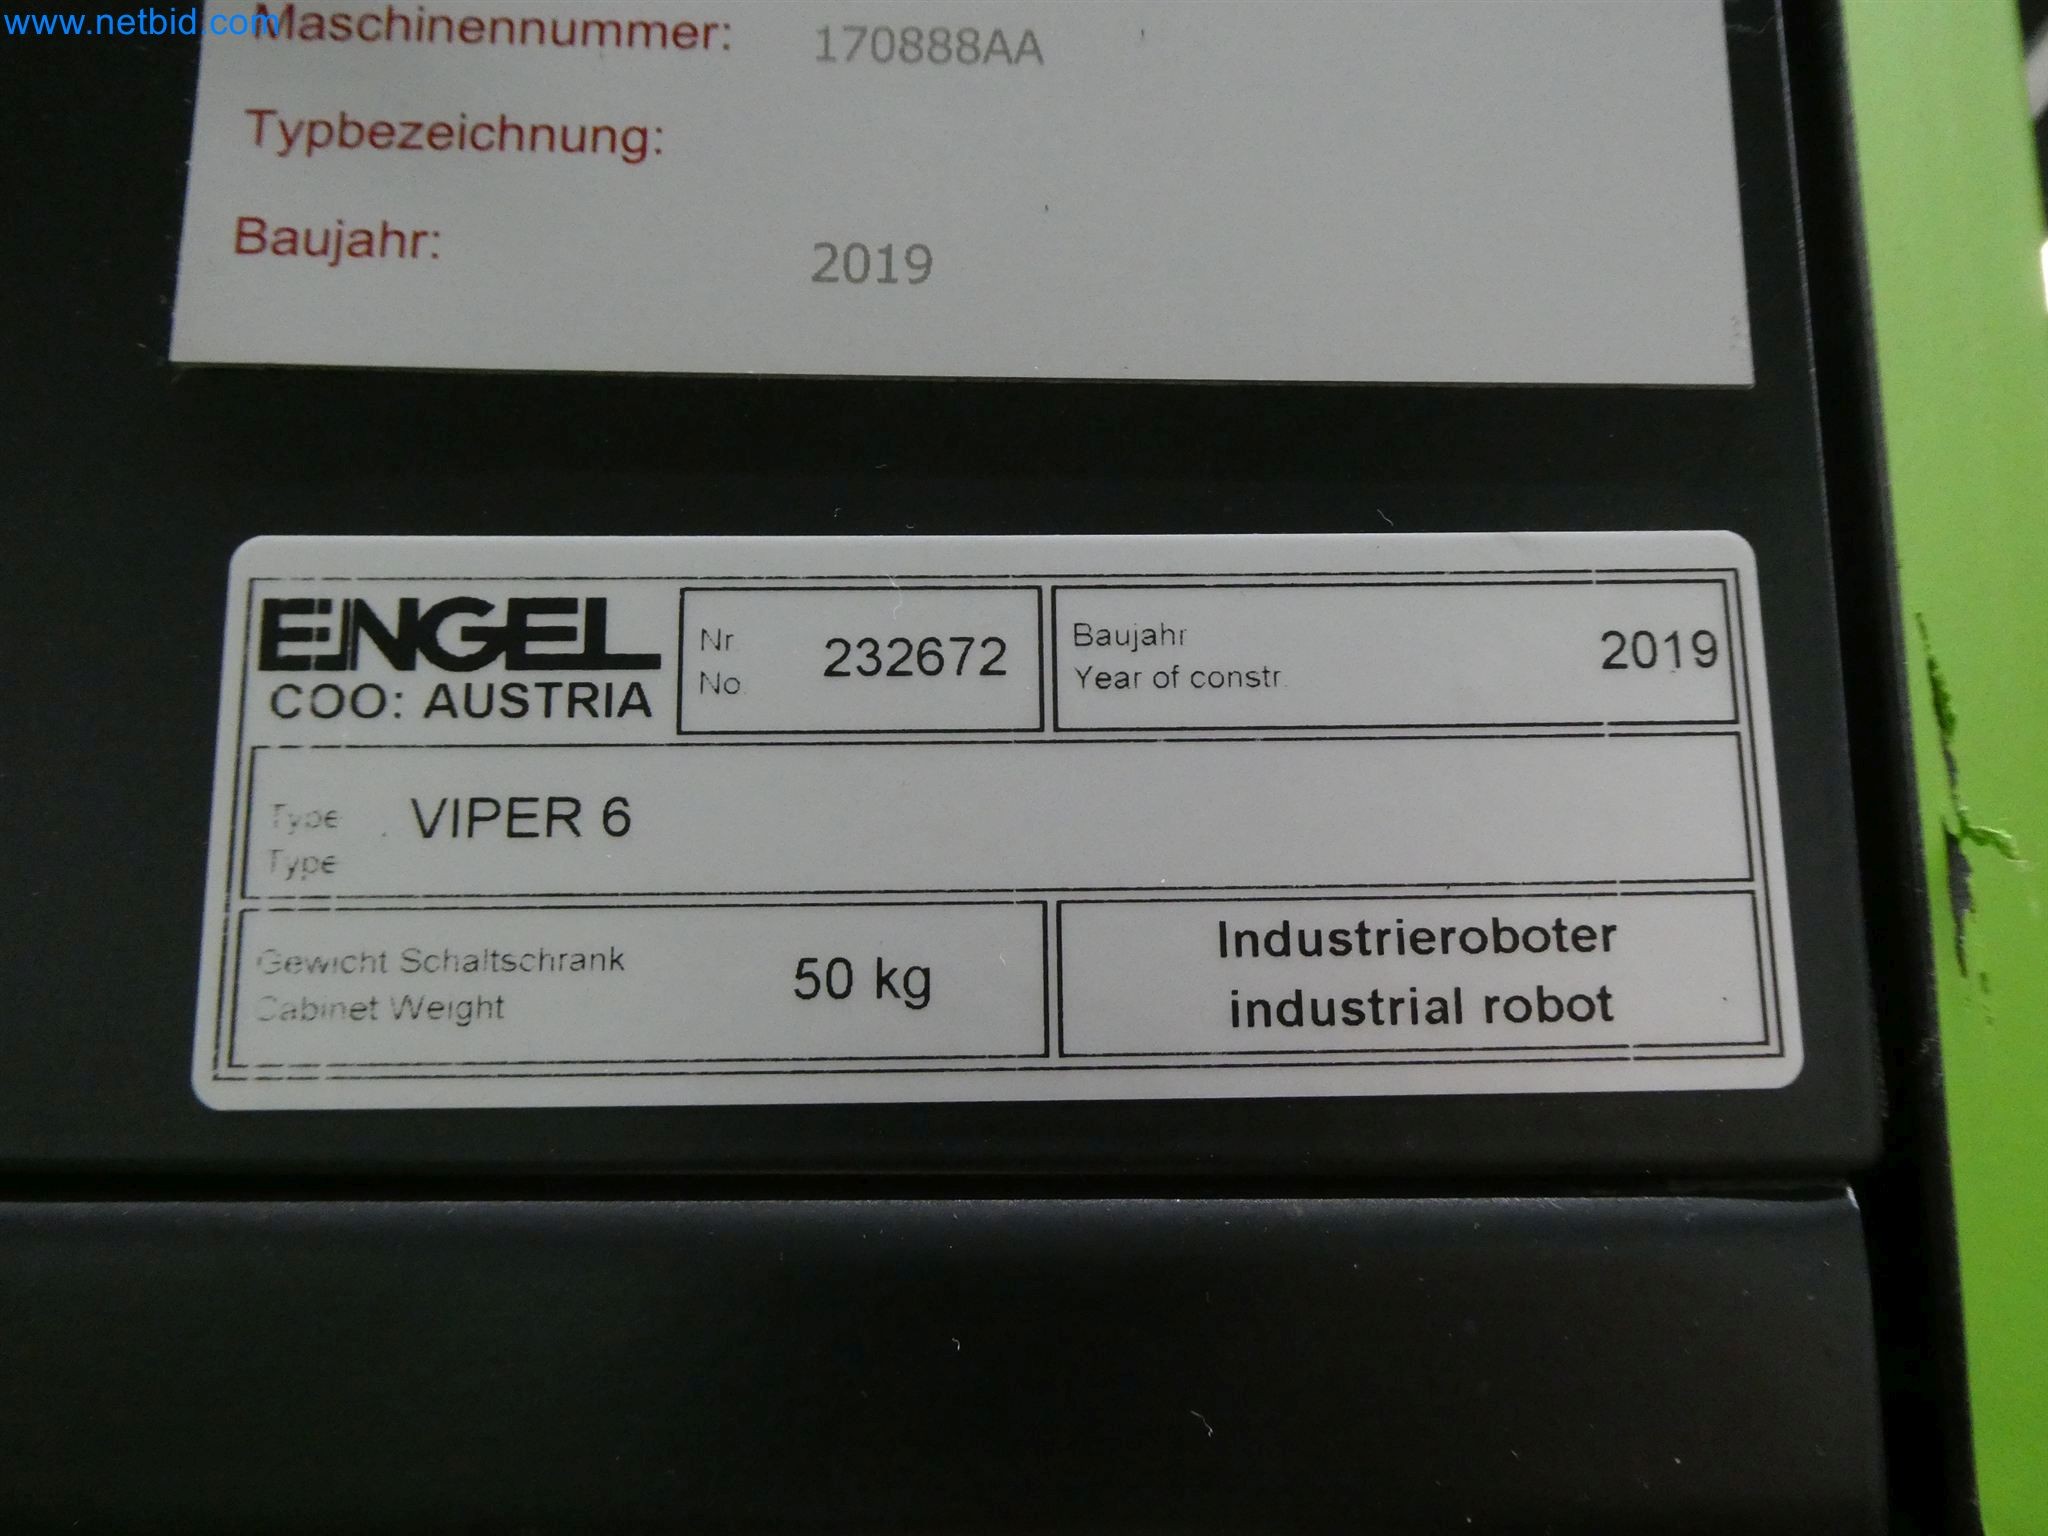 www.netbid.com
Maschinennummer: 170888AA
Typbezeichnung:
Baujahr: 2019
ENGEL
COO: AUSTRIA
Nr
No.
232672
Baujahr
Year of constr.
2019
Type
Type
VIPER 6
Gewicht Schaltschrank
Cabinet Weight
50 kg
Industrieroboter
industrial robot